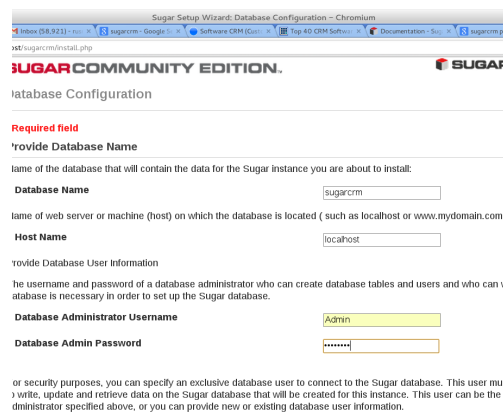 Sugar Setup Wizard: Database Configuration - Chromium
Inbox (58,921) - sus × sugarcrm - Google S × Software CRM (Cust × Top 40 CRM Softwar × Documentation - Sug × sugarcrm p
ost/sugarcrm/install.php
SUGARCOMMUNITY EDITION. SUGAR
Database Configuration
Required field
Provide Database Name
Name of the database that will contain the data for the Sugar instance you are about to install:
Database Name sugarcrm
Name of web server or machine (host) on which the database is located ( such as localhost or www.mydomain.com
Host Name localhost
Provide Database User Information
The username and password of a database administrator who can create database tables and users and who can w
database is necessary in order to set up the Sugar database.
Database Administrator Username Admin
Database Admin Password ••••••••
or security purposes, you can specify an exclusive database user to connect to the Sugar database. This user mu
o write, update and retrieve data on the Sugar database that will be created for this instance. This user can be the
dministrator specified above, or you can provide new or existing database user information.